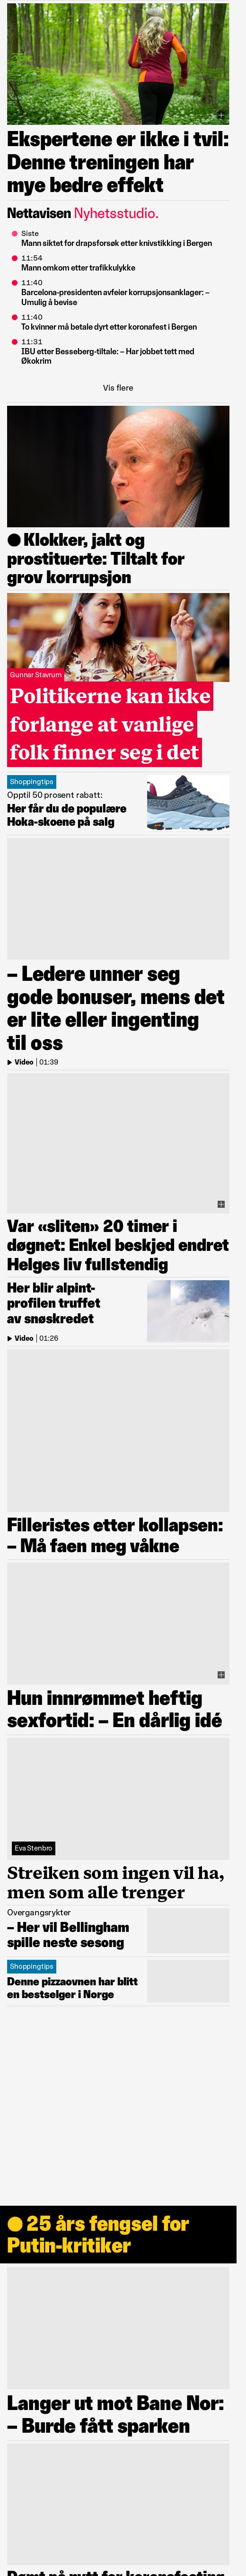 Ekspertene er ikke i tvil:
Denne treningen har
mye bedre effekt
Nettavisen Nyhetsstudio.
Siste
Mann siktet for drapsforsøk etter knivstikking i Bergen
11:54
Mann omkom etter trafikkulykke
11:40
Barcelona-presidenten avfeier korrupsjonsanklager: –
Umulig å bevise
11:40
To kvinner må betale dyrt etter koronafest i Bergen
11:31
IBU etter Besseberg-tiltale: – Har jobbet tett med
Økokrim
Vis flere
Klokker, jakt og
prostituerte: Tiltalt for
grov korrupsjon
Gunnar Stavrum
Politikerne kan ikke
forlange at vanlige
folk finner seg i det
Shoppingtips
Opptil 50 prosent rabatt:
Her får du de populære
Hoka-skoene på salg
– Ledere unner seg
gode bonuser, mens det
er lite eller ingenting
til oss
Video | 01:39
Var «sliten» 20 timer i
døgnet: Enkel beskjed endret
Helges liv fullstendig
Her blir alpint-
profilen truffet
av snøskredet
Video | 01:26
Filleristes etter kollapsen:
– Må faen meg våkne
Hun innrømmet heftig
sexfortid: – En dårlig idé
Eva Stenbro
Streiken som ingen vil ha,
men som alle trenger
Overgangsrykter
– Her vil Bellingham
spille neste sesong
Shoppingtips
Denne pizzaovnen har blitt
en bestselger i Norge
25 års fengsel for
Putin-kritiker
Langer ut mot Bane Nor:
– Burde fått sparken
Dømt på nytt for koronafesting